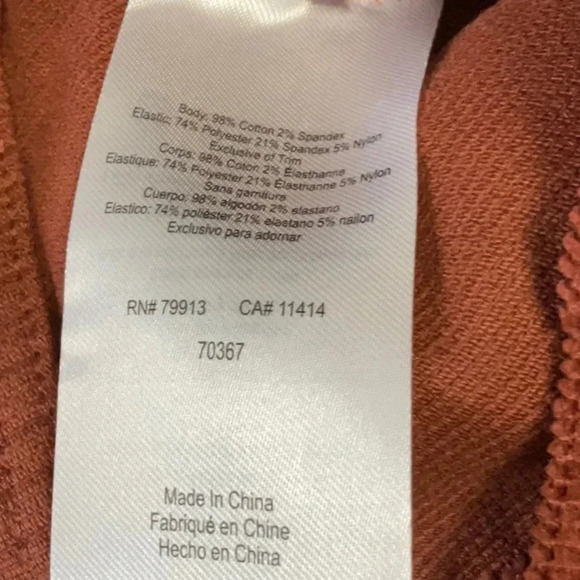 Body: 98% Cotton 2% Spandex
Elastic: 74% Polyester 21% Spandex 5% Nylon
Exclusive of Trim
Corps: 98% Coton 2% Elasthanne
Elastique: 74% Polyester 21% Elasthanne 5% Nylon
Sans garniture
Cuerpo: 98% algodón 2% elastano
Elastico: 74% poliéster 21% elastano 5% nailon
Exclusivo para adornar
RN# 79913 CA# 11414
70367
Made In China
Fabriqué en Chine
Hecho en China